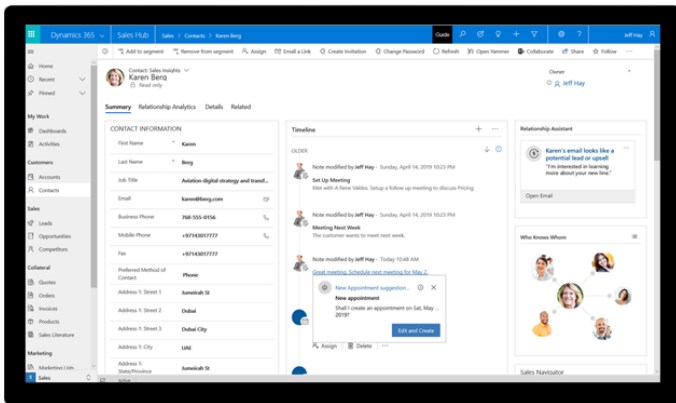 Dynamics 365
Sales Hub
Sales > Contacts > Karen Berg
Guide
Jeff Hay
Add to segment
Remove from segment
Assign
Email a Link
Create Invitation
Change Password
Refresh
Open Yammer
Collaborate
Share
Follow
Home
Recent
Pinned
My Work
Dashboards
Activities
Customers
Accounts
Contacts
Sales
Leads
Opportunities
Competitors
Collateral
Quotes
Orders
Invoices
Products
Sales Literature
Marketing
Marketing Lists
S Sales
Contact: Sales Insights
Karen Berg
Read only
Owner
Jeff Hay
Summary Relationship Analytics Details Related
CONTACT INFORMATION
First Name * Karen
Last Name * Berg
Job Title Aviation digital strategy and transf...
Email karen@berg.com
Business Phone 768-555-0156
Mobile Phone +97143017777
Fax +97143017777
Preferred Method of Contact Phone
Address 1: Street 1 Jumeirah St
Address 1: Street 2 Dubai
Address 1: Street 3 Dubai City
Address 1: City UAE
Address 1: State/Province Jumeirah St
Active
Timeline
OLDER
Note modified by Jeff Hay - Sunday, April 14, 2019 10:23 PM
Set Up Meeting
Met with A Rene Valdes. Setup a follow up meeting to discuss Pricing
Note modified by Jeff Hay - Sunday, April 14, 2019 10:23 PM
Meeting Next Week
The customer wants to meet next week.
Note modified by Jeff Hay - Today 10:48 AM
Great meeting. Schedule next meeting for May 2.
New Appointment suggestion...
New appointment
Shall I create an appointment on Sat, May ...
2019?
Edit and Create
Assign
Delete
Relationship Assistant
Karen's email looks like a
potential lead or upsell
"I'm interested in learning
more about your new line."
Open Email
Who Knows Whom
Sales Navigator